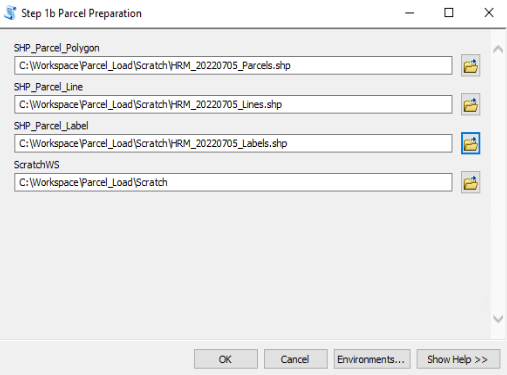 Step 1b Parcel Preparation
SHP_Parcel_Polygon
C:\Workspace\Parcel_Load\Scratch\HRM_20220705_Parcels.shp
SHP_Parcel_Line
C:\Workspace\Parcel_Load\Scratch\HRM_20220705_Lines.shp
SHP_Parcel_Label
C:\Workspace\Parcel_Load\Scratch\HRM_20220705_Labels.shp
ScratchWS
C:\Workspace\Parcel_Load\Scratch
OK Cancel Environments... Show Help >>